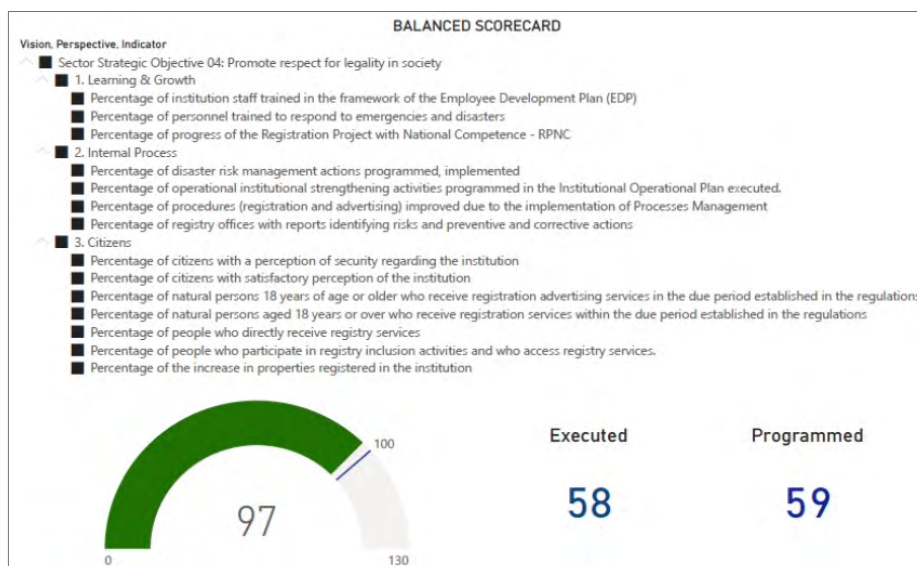 BALANCED SCORECARD
Vision, Perspective, Indicator
Sector Strategic Objective 04: Promote respect for legality in society
1. Learning & Growth
Percentage of institution staff trained in the framework of the Employee Development Plan (EDP)
Percentage of personnel trained to respond to emergencies and disasters
Percentage of progress of the Registration Project with National Competence - RPNC
2. Internal Process
Percentage of disaster risk management actions programmed, implemented
Percentage of operational institutional strengthening activities programmed in the Institutional Operational Plan executed.
Percentage of procedures (registration and advertising) improved due to the implementation of Processes Management
Percentage of registry offices with reports identifying risks and preventive and corrective actions
3. Citizens
Percentage of citizens with a perception of security regarding the institution
Percentage of citizens with satisfactory perception of the institution
Percentage of natural persons 18 years of age or older who receive registration advertising services in the due period established in the regulations
Percentage of natural persons aged 18 years or over who receive registration services within the due period established in the regulations
Percentage of people who directly receive registry services
Percentage of people who participate in registry inclusion activities and who access registry services.
Percentage of the increase in properties registered in the institution
100
97
0
130
Executed
Programmed
58
59